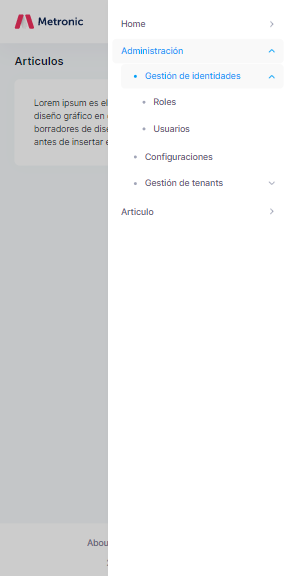 Metronic
Articulos
Lorem ipsum es el
diseño gráfico en
borradores de dise
antes de insertar e
Home
Administración
Gestión de identidades
Roles
Usuarios
Configuraciones
Gestión de tenants
Articulo
Abou